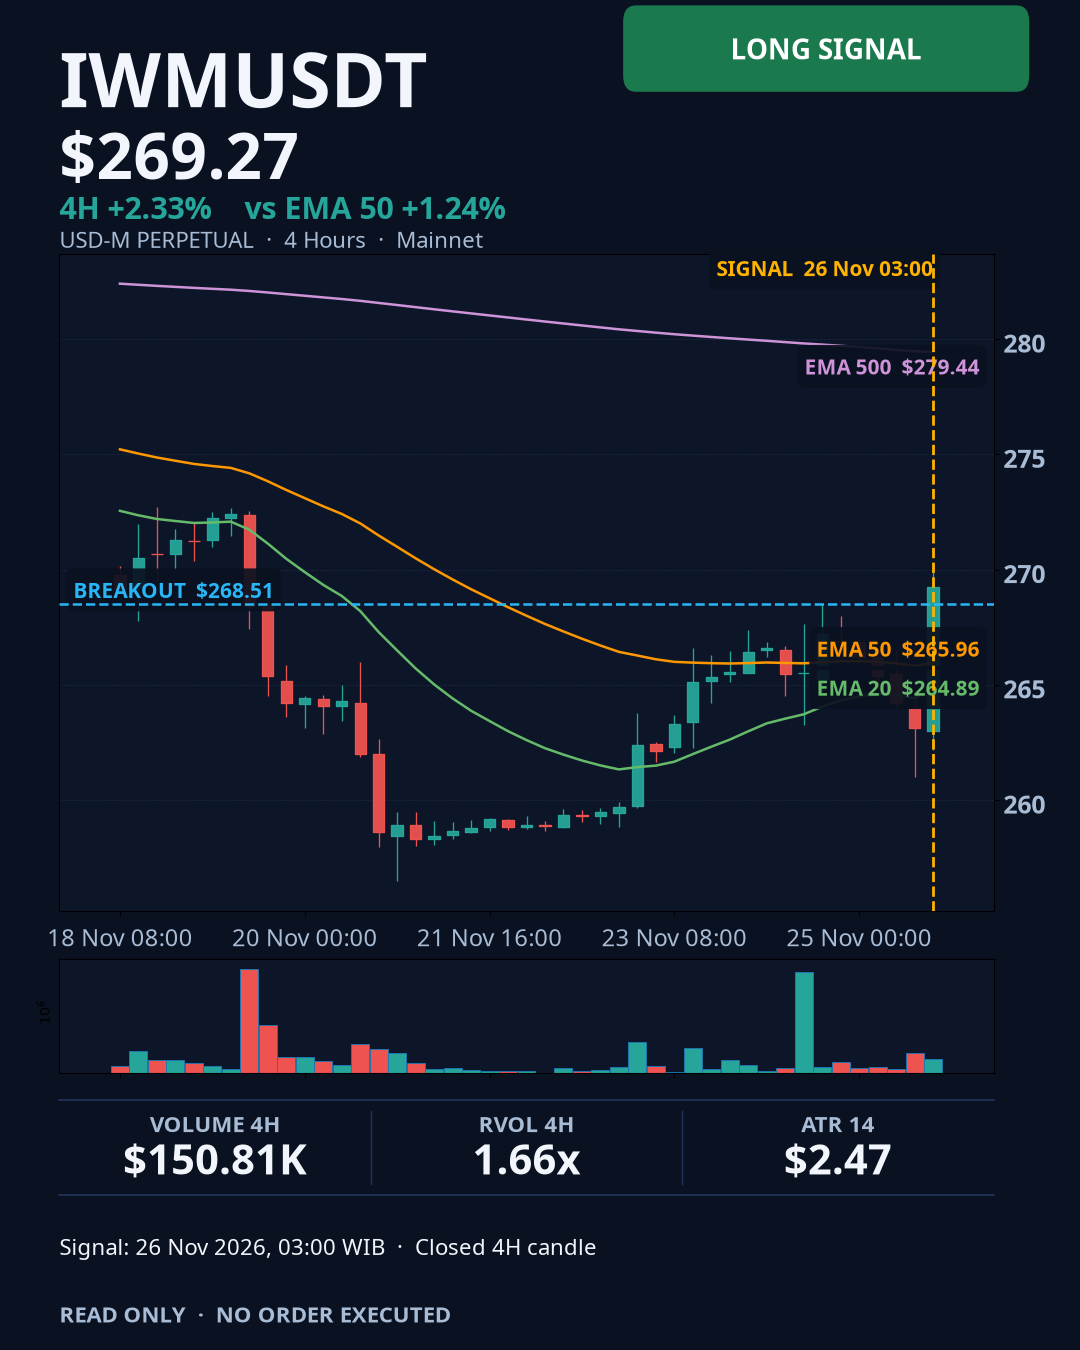 LONG SIGNAL
IWMUSDT
$269.27
4H +2.33% vs EMA 50 +1.24%
USD-M PERPETUAL · 4 Hours · Mainnet
SIGNAL 26 Nov 03:00
280
EMA 500 $279.44
275
270
BREAKOUT $268.51
EMA 50 $265.96
EMA 20 $264.89
265
260
18 Nov 08:00 20 Nov 00:00 21 Nov 16:00 23 Nov 08:00 25 Nov 00:00
10⁶
VOLUME 4H RVOL 4H ATR 14
$150.81K 1.66x $2.47
Signal: 26 Nov 2026, 03:00 WIB · Closed 4H candle
READ ONLY · NO ORDER EXECUTED